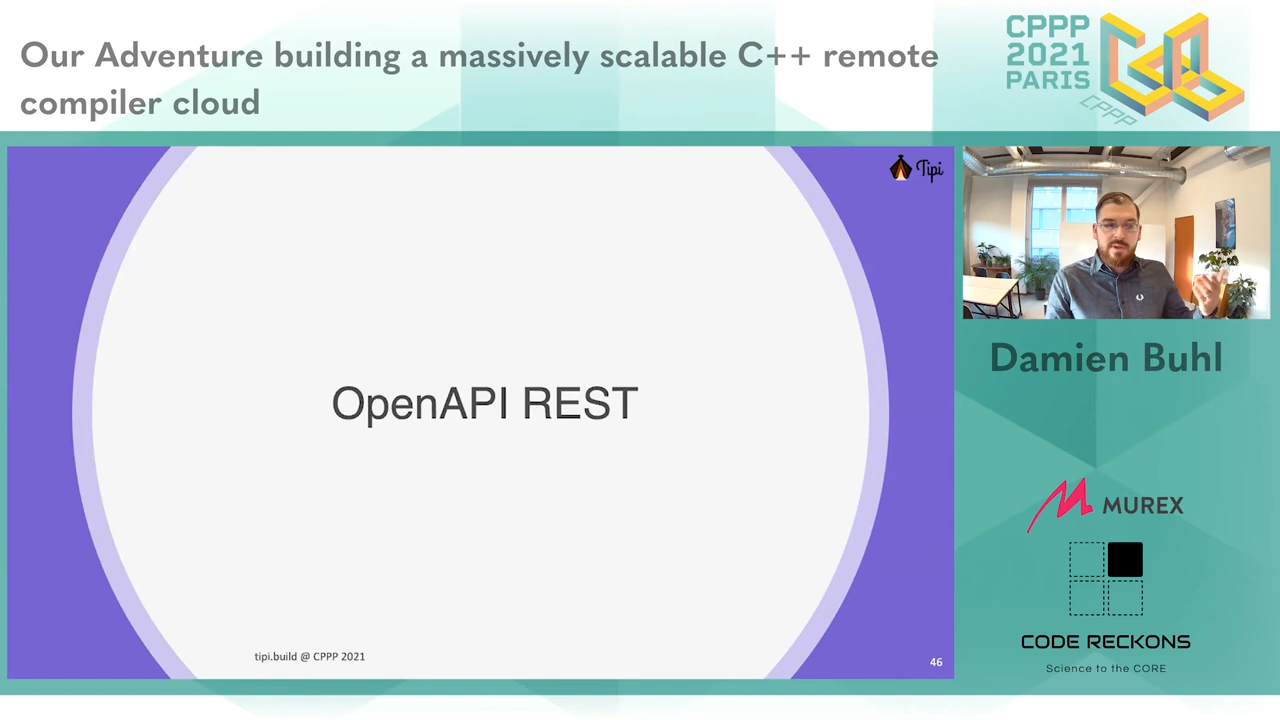 Our Adventure building a massively scalable C++ remote
compiler cloud
CPPP
2021
PARIS
CPPP
Tipi
OpenAPI REST
tipi.build @ CPPP 2021
46
Damien Buhl
MUREX
CODE RECKONS
Science to the CORE